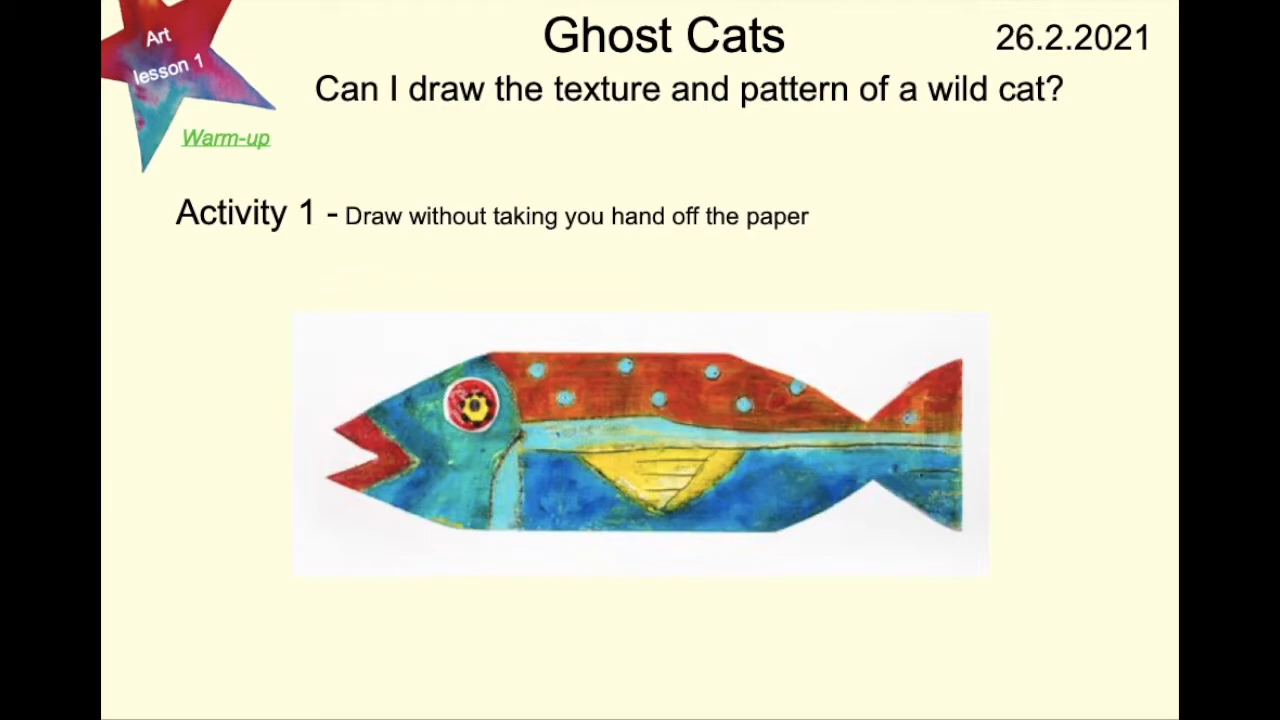 Art
lesson 1
Ghost Cats
26.2.2021
Can I draw the texture and pattern of a wild cat?
Warm-up
Activity 1 - Draw without taking you hand off the paper